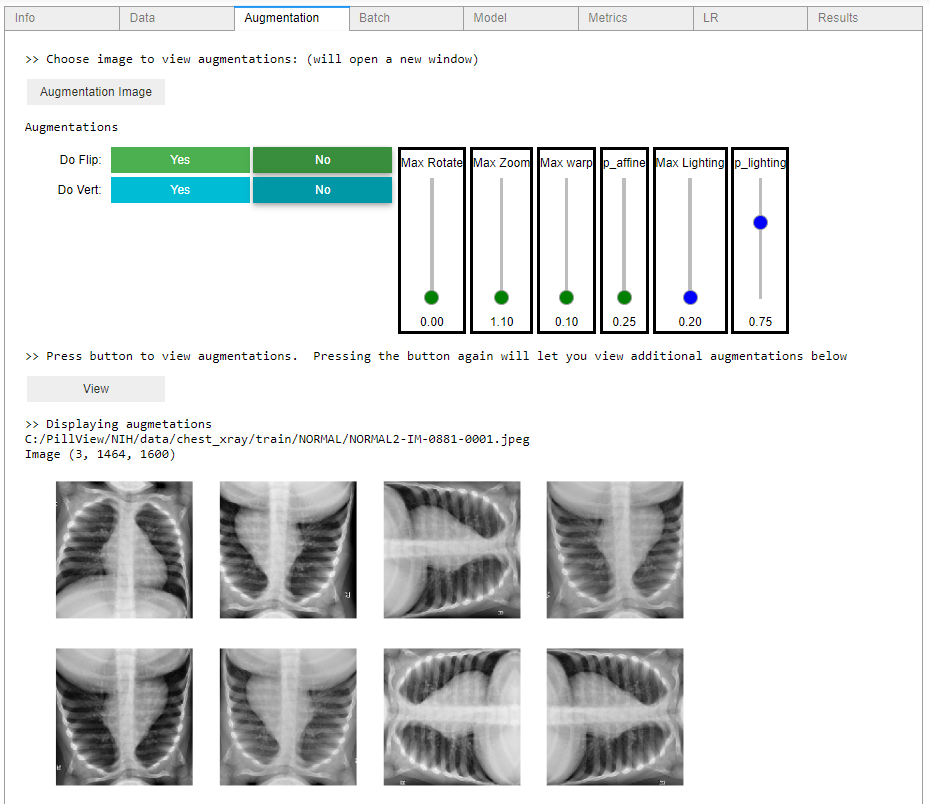 Info Data Augmentation Batch Model Metrics LR Results
>> Choose image to view augmentations: (will open a new window)
Augmentation Image
Augmentations
Do Flip: Yes No
Do Vert: Yes No
Max Rotate Max Zoom Max warp p_affine Max Lighting p_lighting
0.00 1.10 0.10 0.25 0.20 0.75
>> Press button to view augmentations. Pressing the button again will let you view additional augmentations below
View
>> Displaying augmetations
C:/PillView/NIH/data/chest_xray/train/NORMAL/NORMAL2-IM-0881-0001.jpeg
Image (3, 1464, 1600)